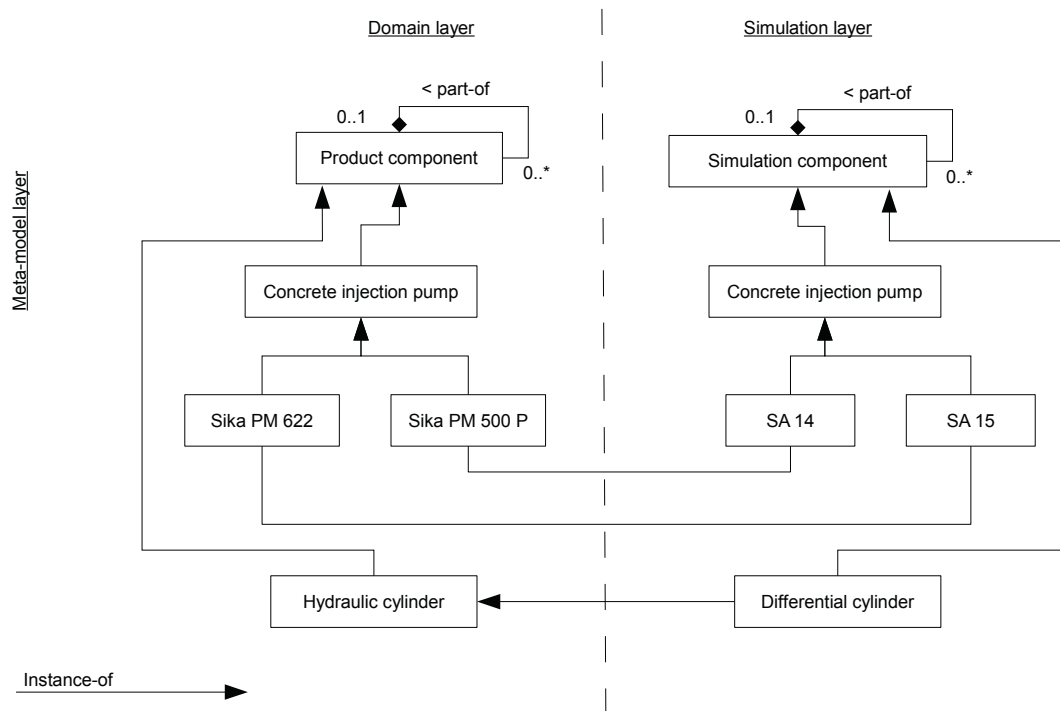 Domain layer
Simulation layer
< part-of
< part-of
0..1
0..1
Product component
Simulation component
0..*
0..*
Meta-model layer
Concrete injection pump
Concrete injection pump
Sika PM 622
Sika PM 500 P
SA 14
SA 15
Hydraulic cylinder
Differential cylinder
Instance-of